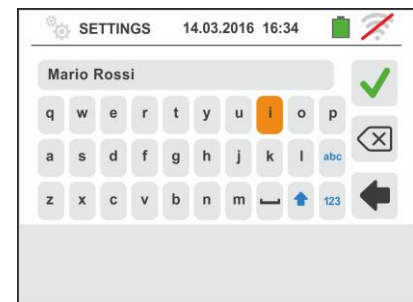 SETTINGS 14.03.2016 16:34
Mario Rossi
q w e r t y u i o p
a s d f g h j k l abc
z x c v b n m 123